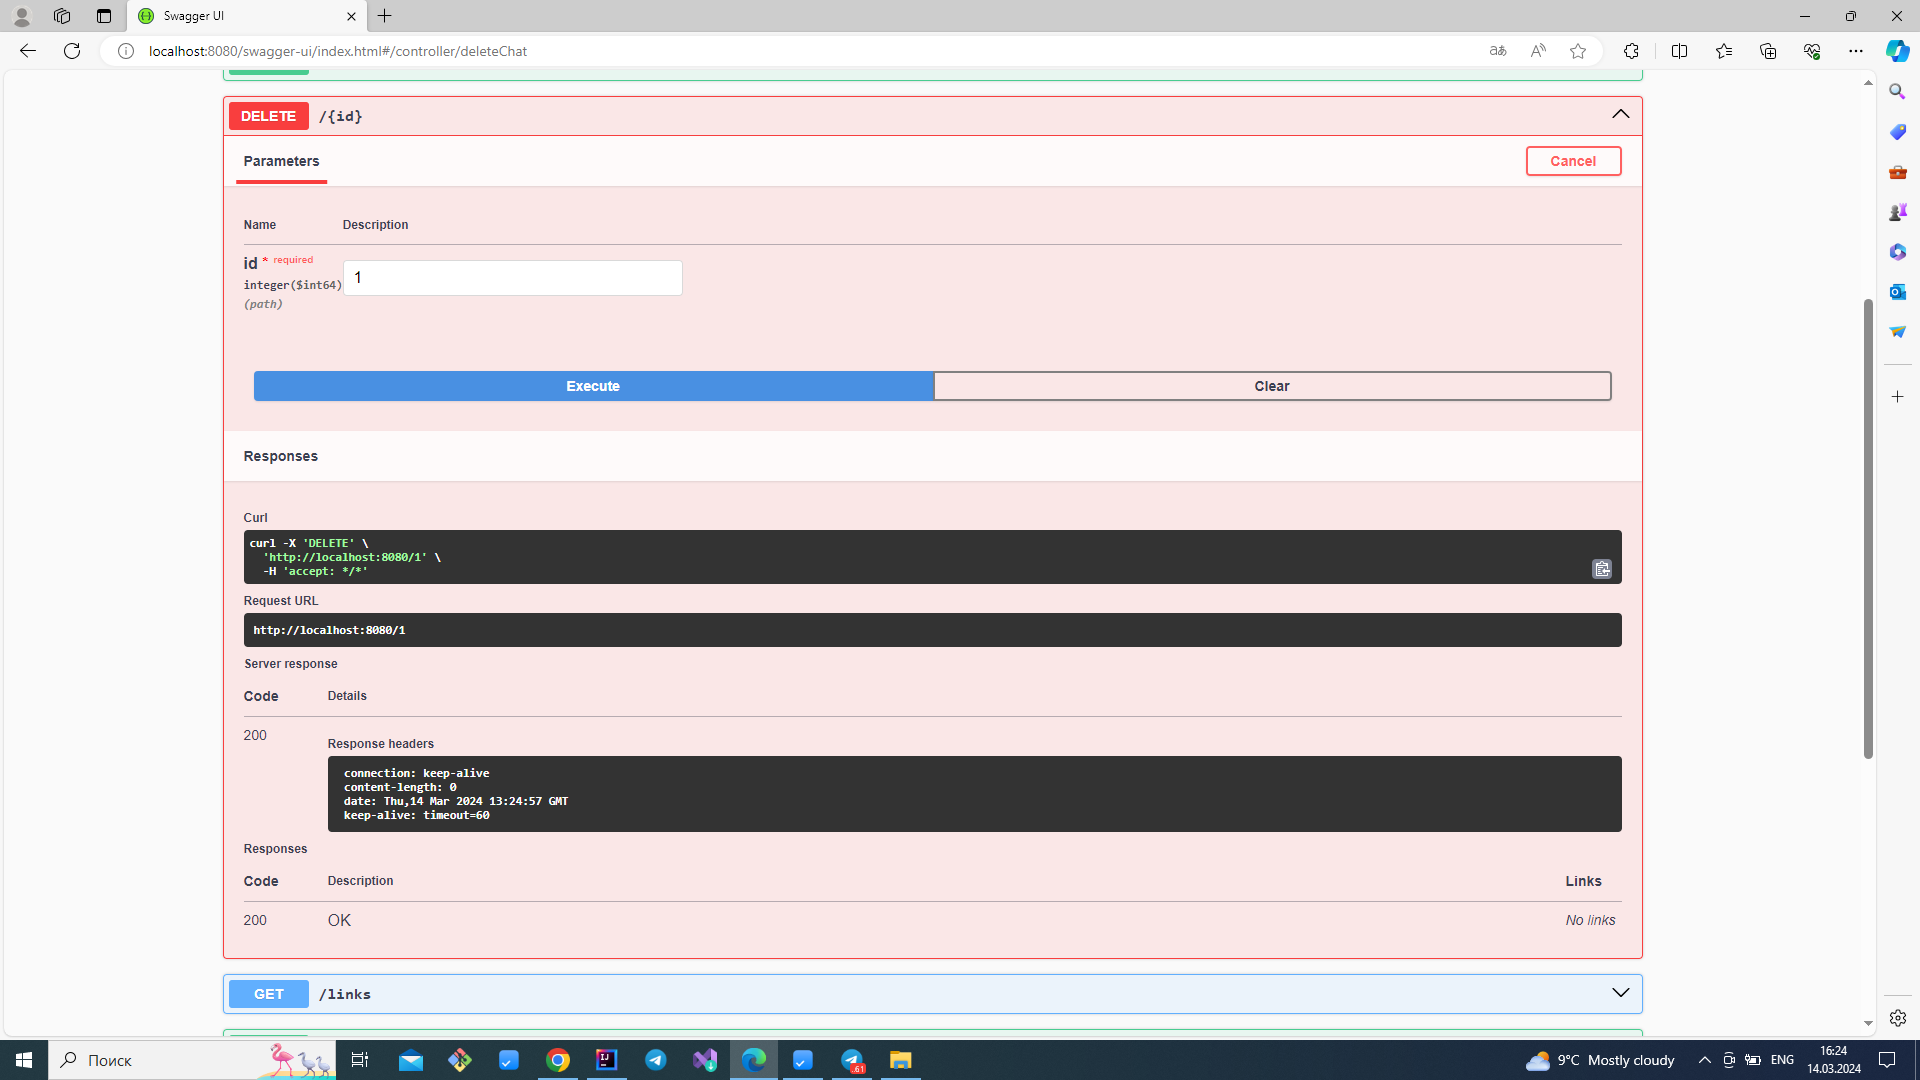 Swagger UI
localhost:8080/swagger-ui/index.html#/controller/deleteChat
DELETE /{id}
Parameters
Cancel
Name Description
id * required
integer($int64)
(path)
1
Execute Clear
Responses
Curl
curl -X 'DELETE' \
'http://localhost:8080/1' \
-H 'accept: */*'
Request URL
http://localhost:8080/1
Server response
Code Details
200
Response headers
connection: keep-alive
content-length: 0
date: Thu,14 Mar 2024 13:24:57 GMT
keep-alive: timeout=60
Responses
Code Description Links
200 OK No links
GET /links
Поиск
IJ
61
9°C Mostly cloudy
ENG
16:24
14.03.2024